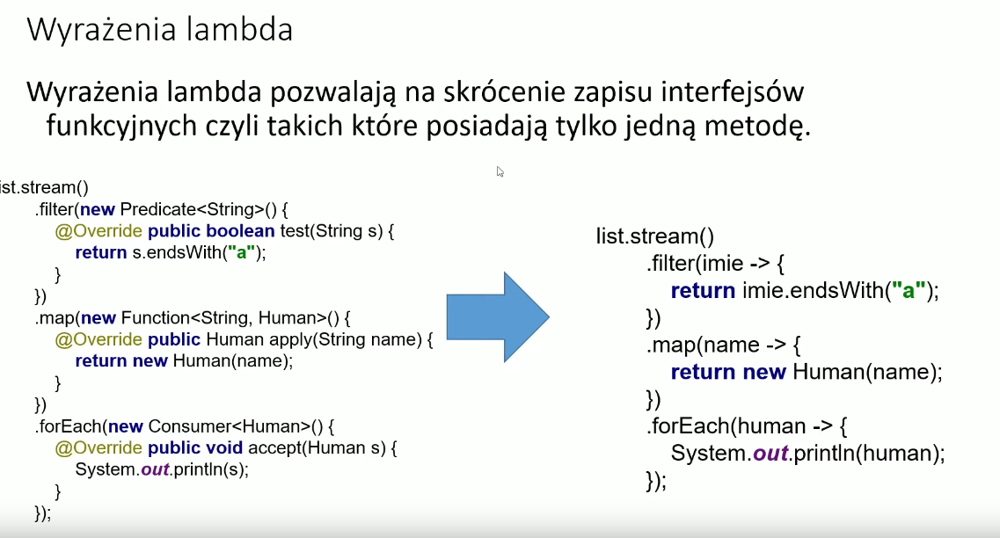 Wyrażenia lambda
Wyrażenia lambda pozwalają na skrócenie zapisu interfejsów
funkcyjnych czyli takich które posiadają tylko jedną metodę.
ist.stream()
.filter(new Predicate<String>() {
@Override public boolean test(String s) {
return s.endsWith("a");
}
})
.map(new Function<String, Human>() {
@Override public Human apply(String name) {
return new Human(name);
}
})
.forEach(new Consumer<Human>() {
@Override public void accept(Human s) {
System.out.println(s);
}
});
list.stream()
.filter(imie -> {
return imie.endsWith("a");
})
.map(name -> {
return new Human(name);
})
.forEach(human -> {
System.out.println(human);
});